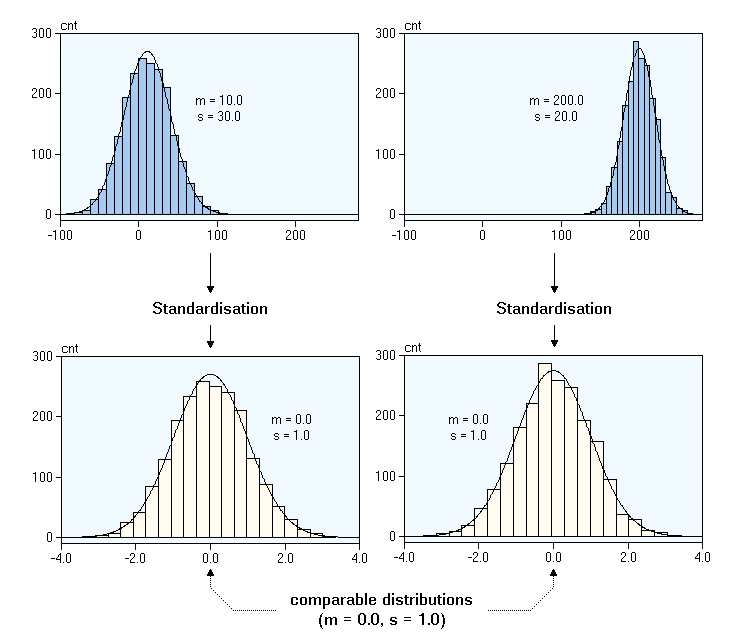 cnt
300
200
100
0
-100 0 100 200
m = 10.0
s = 30.0
cnt
300
200
100
0
-100 0 100 200
m = 200.0
s = 20.0
Standardisation
Standardisation
cnt
300
200
100
0
-4.0 -2.0 0.0 2.0 4.0
m = 0.0
s = 1.0
cnt
300
200
100
0
-4.0 -2.0 0.0 2.0 4.0
m = 0.0
s = 1.0
comparable distributions
(m = 0.0, s = 1.0)